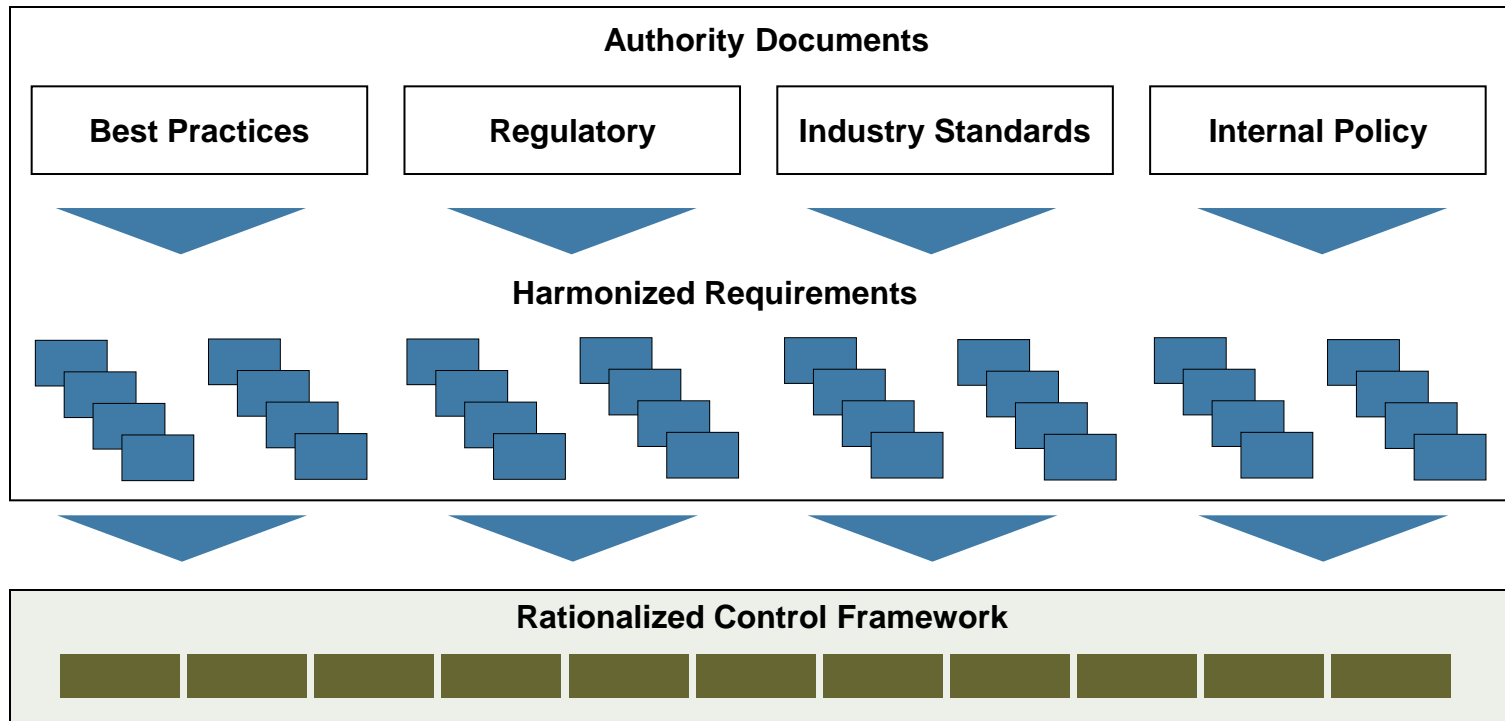 Authority Documents
Best Practices
Regulatory
Industry Standards
Internal Policy
Harmonized Requirements
Rationalized Control Framework